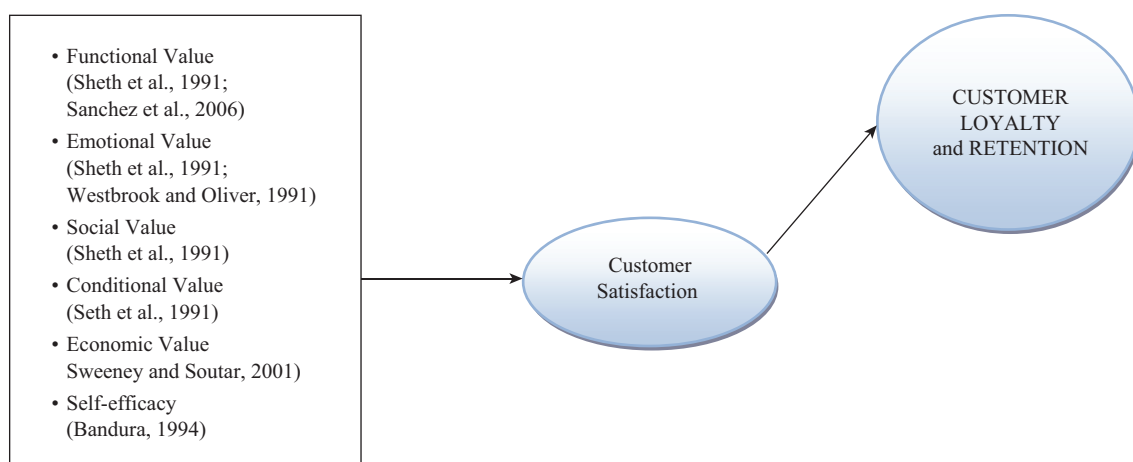 • Functional Value
(Sheth et al., 1991;
Sanchez et al., 2006)
• Emotional Value
(Sheth et al., 1991;
Westbrook and Oliver, 1991)
• Social Value
(Sheth et al., 1991)
• Conditional Value
(Seth et al., 1991)
• Economic Value
Sweeney and Soutar, 2001)
• Self-efficacy
(Bandura, 1994)
Customer
Satisfaction
CUSTOMER
LOYALTY
and RETENTION